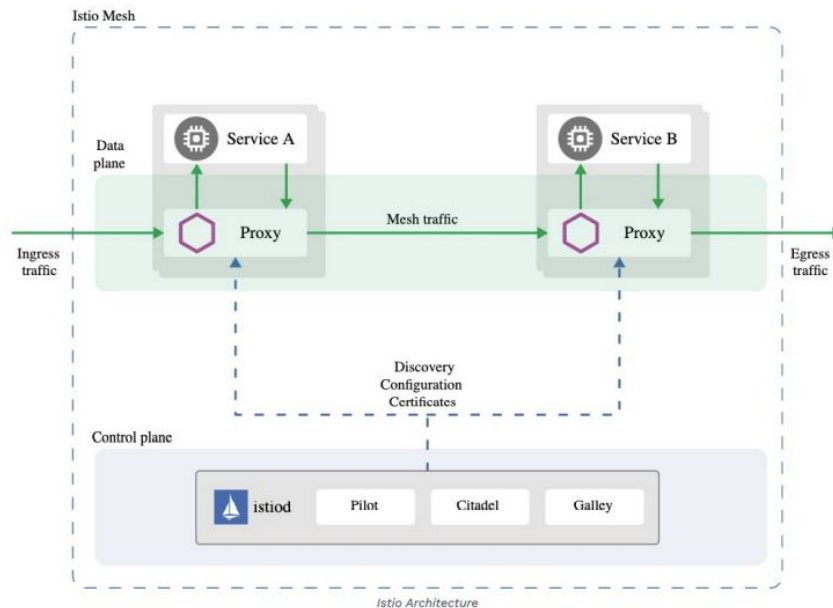 Istio Mesh
Service A
Service B
Data
plane
Proxy
Mesh traffic
Proxy
Ingress
traffic
Egress
traffic
Discovery
Configuration
Certificates
Control plane
istiod
Pilot
Citadel
Galley
Istio Architecture